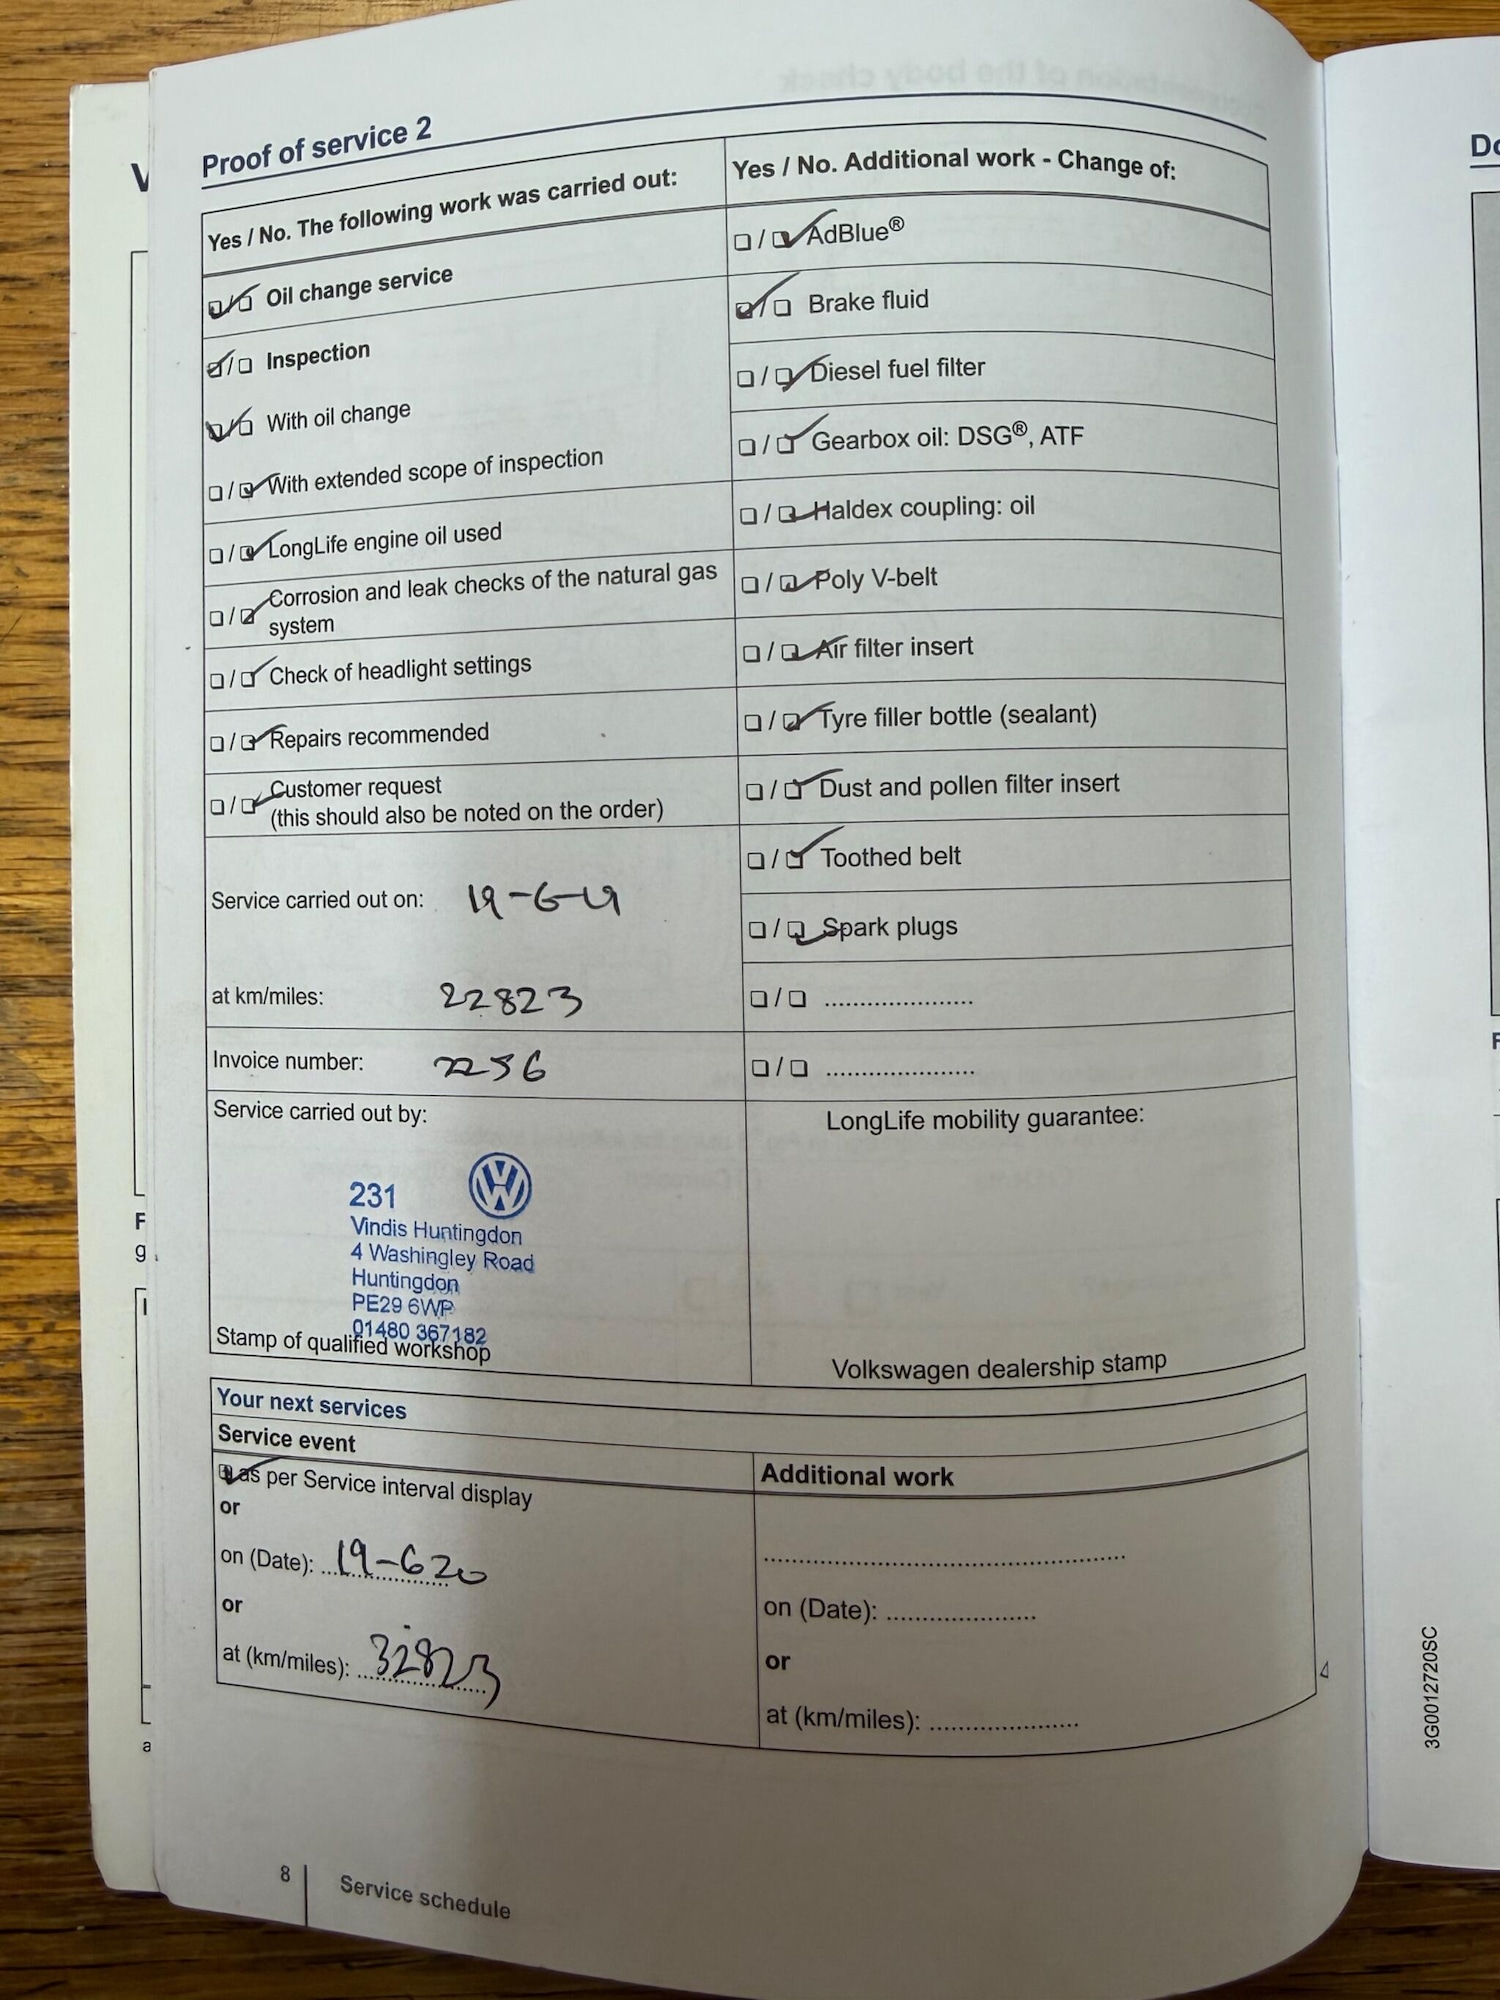 Proof of service 2
Yes / No. The following work was carried out:
☑/☐ Oil change service
☑/☐ Inspection
☑/☐ With oil change
☐/☑ With extended scope of inspection
☐/☑ LongLife engine oil used
☐/☑ Corrosion and leak checks of the natural gas
system
☐/☑ Check of headlight settings
☐/☑ Repairs recommended
☐/☑ Customer request
(this should also be noted on the order)
Service carried out on: 19-6-19
at km/miles: 22823
Invoice number: 2256
Service carried out by:
231
Vindis Huntingdon
4 Washingley Road
Huntingdon
PE29 6WP
01480 367182
Stamp of qualified workshop
Yes / No. Additional work - Change of:
☐/☑ AdBlue®
☑/☐ Brake fluid
☐/☑ Diesel fuel filter
☐/☑ Gearbox oil: DSG®, ATF
☐/☑ Haldex coupling: oil
☐/☑ Poly V-belt
☐/☑ Air filter insert
☐/☑ Tyre filler bottle (sealant)
☐/☑ Dust and pollen filter insert
☐/☑ Toothed belt
☐/☑ Spark plugs
☐/☐ .....................
☐/☐ .....................
LongLife mobility guarantee:
Volkswagen dealership stamp
Your next services
Service event
☑ as per Service interval display
or
on (Date): 19-6 20
or
at (km/miles): 32823
Additional work
on (Date): .....................
or
at (km/miles): .....................
8 Service schedule
3G0012720SC